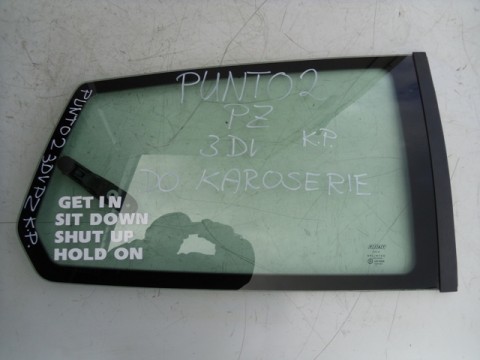 PUNTO 2
PZ
3DV K.P.
DO KAROSERIE
PUNTO 2 3DV PZ K.P.
GET IN
SIT DOWN
SHUT UP
HOLD ON